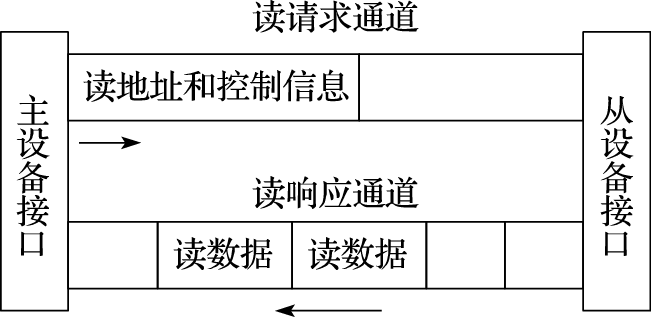 读请求通道
主设备接口
读地址和控制信息
从设备接口
读响应通道
读数据
读数据